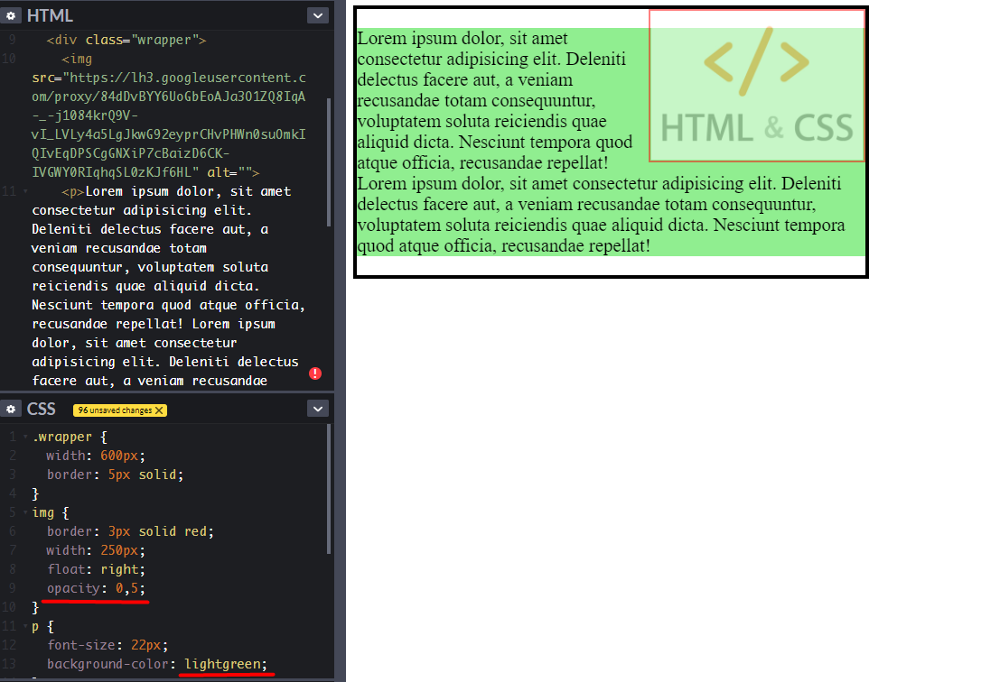 HTML
9 <div class="wrapper">
10 <img
src="https://lh3.googleusercontent.c
om/proxy/84dDvBYY6UoGbEoAJa3O1ZQ8IqA
-_-j1084krQ9V-
vI_LVLy4a5LgJkwG92eyprCHvPHWn0suOmkI
QIvEqDPSCgGNXiP7cBaizD6CK-
IVGWY0RIqhqSL0zKJf6HL" alt="">
11 <p>Lorem ipsum dolor, sit amet
consectetur adipisicing elit.
Deleniti delectus facere aut, a
veniam recusandae totam
consequuntur, voluptatem soluta
reiciendis quae aliquid dicta.
Nesciunt tempora quod atque officia,
recusandae repellat! Lorem ipsum
dolor, sit amet consectetur
adipisicing elit. Deleniti delectus
facere aut, a veniam recusandae
CSS 96 unsaved changes X
1 .wrapper {
2 width: 600px;
3 border: 5px solid;
4 }
5 img {
6 border: 3px solid red;
7 width: 250px;
8 float: right;
9 opacity: 0,5;
10 }
11 p {
12 font-size: 22px;
13 background-color: lightgreen;
Lorem ipsum dolor, sit amet
consectetur adipisicing elit. Deleniti
delectus facere aut, a veniam
recusandae totam consequuntur,
voluptatem soluta reiciendis quae
aliquid dicta. Nesciunt tempora quod
atque officia, recusandae repellat!
Lorem ipsum dolor, sit amet consectetur adipisicing elit. Deleniti
delectus facere aut, a veniam recusandae totam consequuntur,
voluptatem soluta reiciendis quae aliquid dicta. Nesciunt tempora
quod atque officia, recusandae repellat!
</>
HTML & CSS